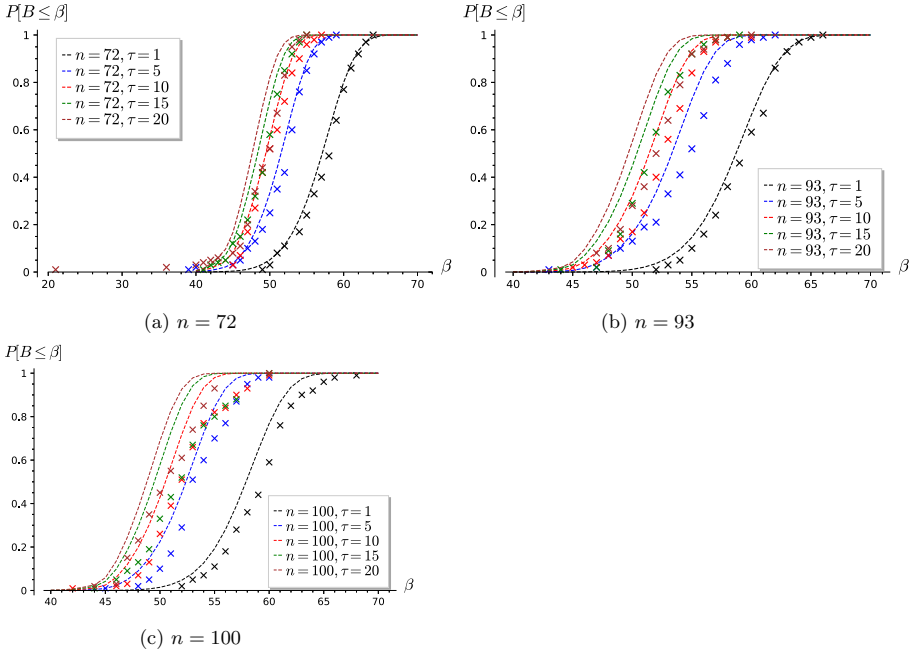 P[B ≤ β]
1
0.8
0.6
0.4
0.2
0
n = 72, τ = 1
n = 72, τ = 5
n = 72, τ = 10
n = 72, τ = 15
n = 72, τ = 20
20 30 40 50 60 70 β
(a) n = 72
P[B ≤ β]
1
0.8
0.6
0.4
0.2
0
n = 93, τ = 1
n = 93, τ = 5
n = 93, τ = 10
n = 93, τ = 15
n = 93, τ = 20
40 45 50 55 60 65 70 β
(b) n = 93
P[B ≤ β]
1
0.8
0.6
0.4
0.2
0
n = 100, τ = 1
n = 100, τ = 5
n = 100, τ = 10
n = 100, τ = 15
n = 100, τ = 20
40 45 50 55 60 65 70 β
(c) n = 100